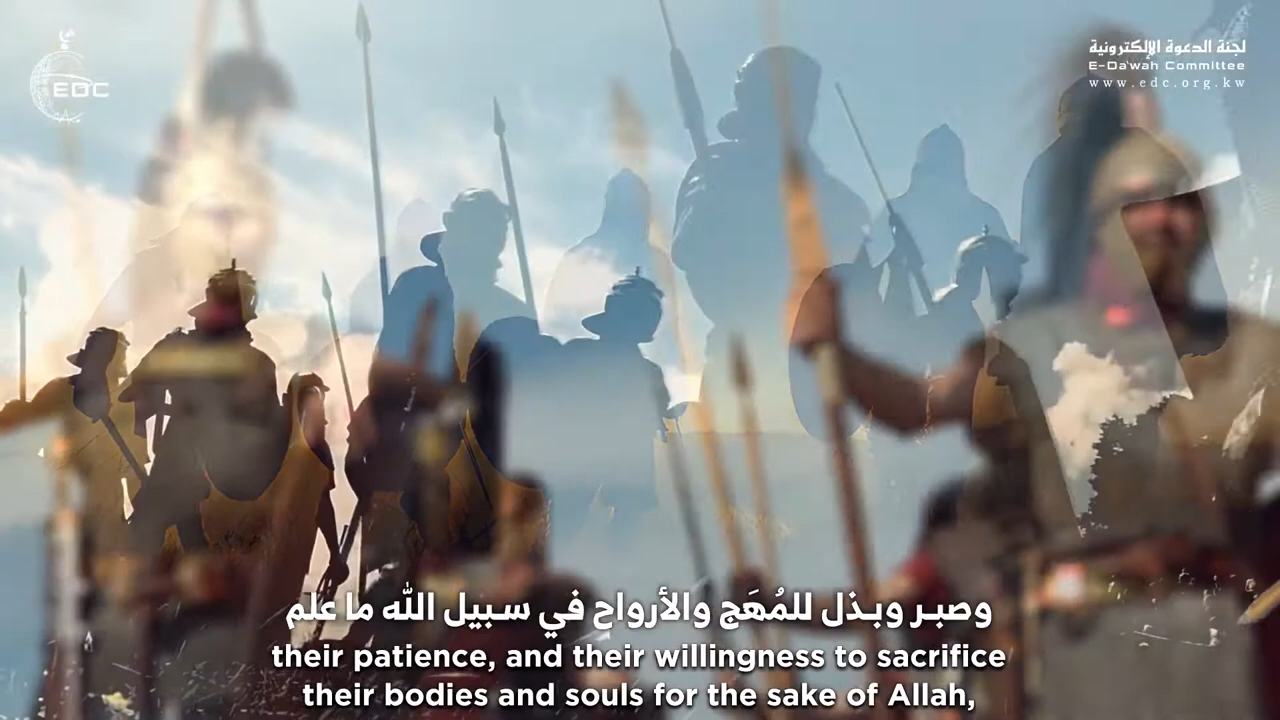 EDC
لجنة الدعوة الإلكترونية
E-Da'wah Committee
www.edc.org.kw
وصبر وبذل للمُهَج والأرواح في سبيل الله ما علم
their patience, and their willingness to sacrifice
their bodies and souls for the sake of Allah,